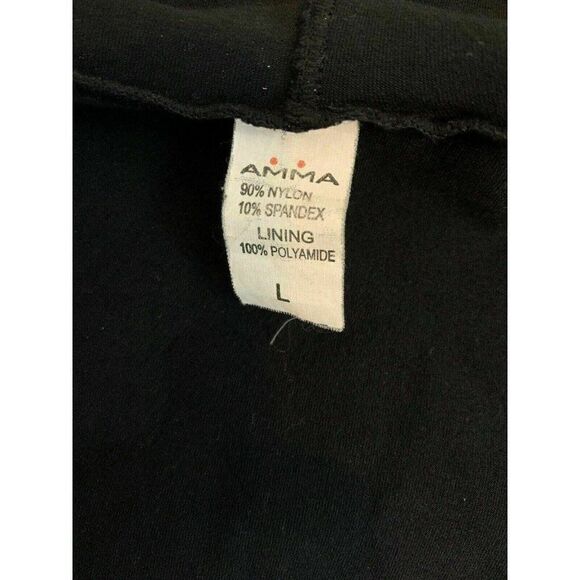 AMMA
90% NYLON
10% SPANDEX
LINING
100% POLYAMIDE
L